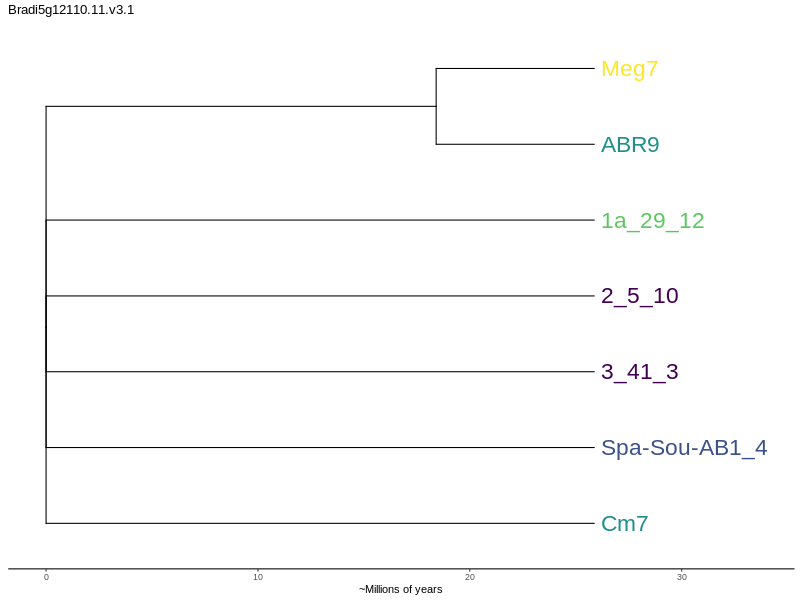 Bradi5g12110.11.v3.1
Meg7
ABR9
1a_29_12
2_5_10
3_41_3
Spa-Sou-AB1_4
Cm7
0 10 20 30
~Millions of years